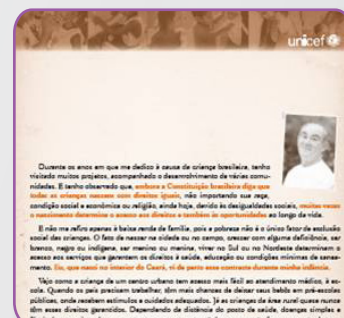 unicef
Durante os anos em que me dedico à causa da criança brasileira, tenho
visitado muitos projetos, acompanhado o desenvolvimento de várias comu-
nidades. E tenho observado que, embora a Constituição brasileira diga que
todas as crianças nascem com direitos iguais, não importando sua raça,
condição social e econômica ou religião, ainda hoje, devido às desigualdades sociais, muitas vezes
o nascimento determina o acesso aos direitos e também às oportunidades ao longo da vida.
E não me refiro apenas à baixa renda de família, pois a pobreza não é o único fator de exclusão
social das crianças. O fato de nascer na cidade ou no campo, crescer com alguma deficiência, ser
branco, negro ou indígena, ser menino ou menina, viver no Sul ou no Nordeste determinam o
acesso aos serviços que garantem os direitos à saúde, educação ou condições mínimas de sanea-
mento. Eu, que nasci no interior do Ceará, vi de perto esse contraste durante minha infância.
Vejo como a criança de um centro urbano tem acesso mais fácil ao atendimento médico, à es-
cola. Quando os pais precisam trabalhar, têm mais chances de deixar seus bebês em pré-escolas
públicas, onde recebem estímulos e cuidados adequados. Já as crianças da área rural quase nunca
têm esses direitos garantidos. Dependendo da distância do posto de saúde, doenças simples e